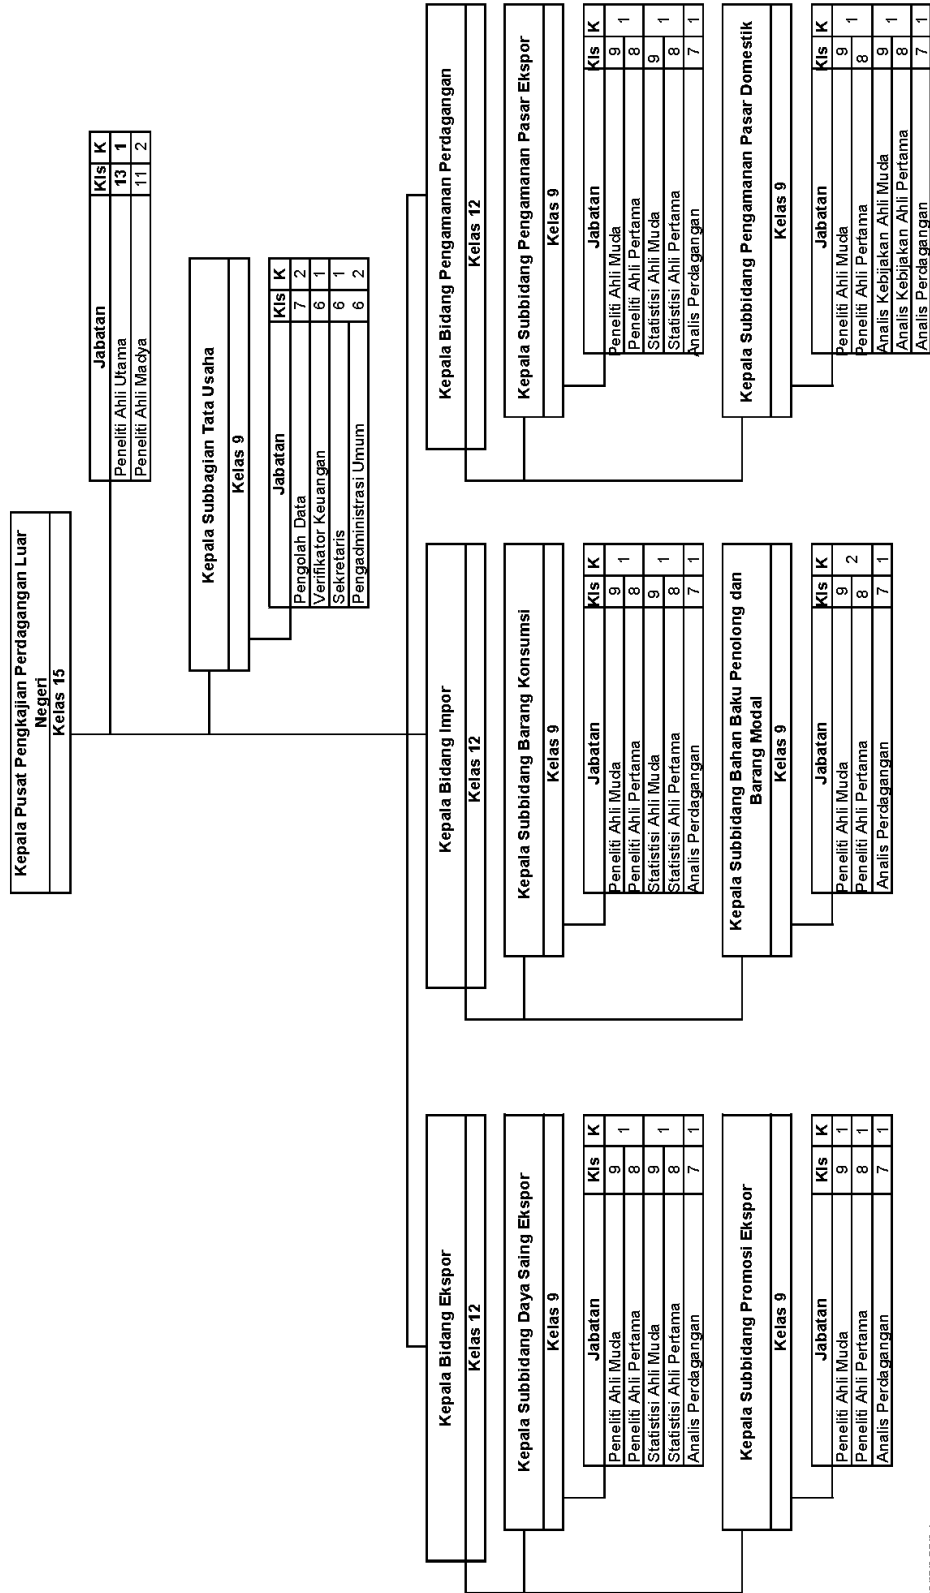 Kepala Pusat Pengkajian Perdagangan Luar
Negeri
Kelas 15
Jabatan Kls K
Peneliti Ahli Utama 13 1
Peneliti Ahli Madya 11 2
Kepala Subbagian Tata Usaha
Kelas 9
Jabatan Kls K
Pengolah Data 7 2
Verifikator Keuangan 6 1
Sekretaris 6 1
Pengadministrasi Umum 6 2
Kepala Bidang Ekspor
Kelas 12
Kepala Subbidang Daya Saing Ekspor
Kelas 9
Jabatan Kls K
Peneliti Ahli Muda 9 1
Peneliti Ahli Pertama 8
Statistisi Ahli Muda 9 1
Statistisi Ahli Pertama 8
Analis Perdagangan 7 1
Kepala Subbidang Promosi Ekspor
Kelas 9
Jabatan Kls K
Peneliti Ahli Muda 9 1
Peneliti Ahli Pertama 8 1
Analis Perdagangan 7 1
Kepala Bidang Impor
Kelas 12
Kepala Subbidang Barang Konsumsi
Kelas 9
Jabatan Kls K
Peneliti Ahli Muda 9 1
Peneliti Ahli Pertama 8
Statistisi Ahli Muda 9 1
Statistisi Ahli Pertama 8
Analis Perdagangan 7 1
Kepala Subbidang Bahan Baku Penolong dan
Barang Modal
Kelas 9
Jabatan Kls K
Peneliti Ahli Muda 9 2
Peneliti Ahli Pertama 8
Analis Perdagangan 7 1
Kepala Bidang Pengamanan Perdagangan
Kelas 12
Kepala Subbidang Pengamanan Pasar Ekspor
Kelas 9
Jabatan Kls K
Peneliti Ahli Muda 9 1
Peneliti Ahli Pertama 8
Statistisi Ahli Muda 9 1
Statistisi Ahli Pertama 8
Analis Perdagangan 7 1
Kepala Subbidang Pengamanan Pasar Domestik
Kelas 9
Jabatan Kls K
Peneliti Ahli Muda 9 1
Peneliti Ahli Pertama 8
Analis Kebijakan Ahli Muda 9 1
Analis Kebijakan Ahli Pertama 8
Analis Perdagangan 7 1